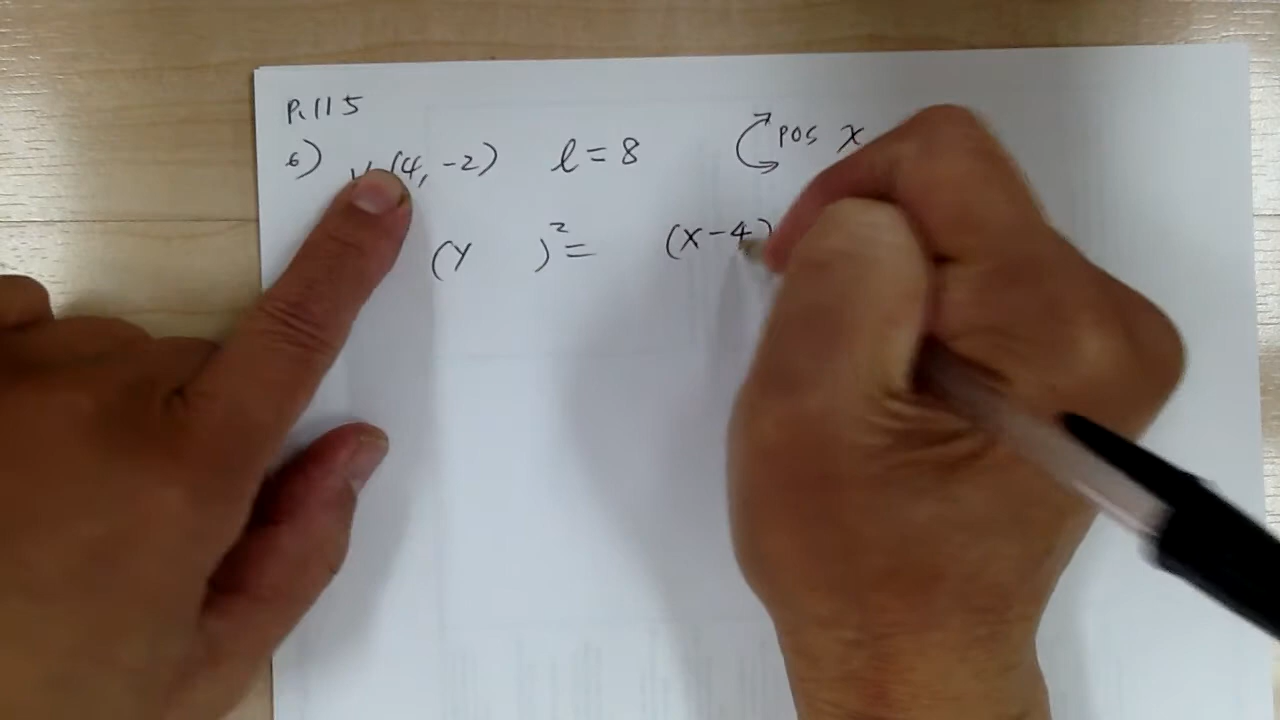 P. 115
6) V (4, -2) l = 8 pos x
(y )² = (x-4)